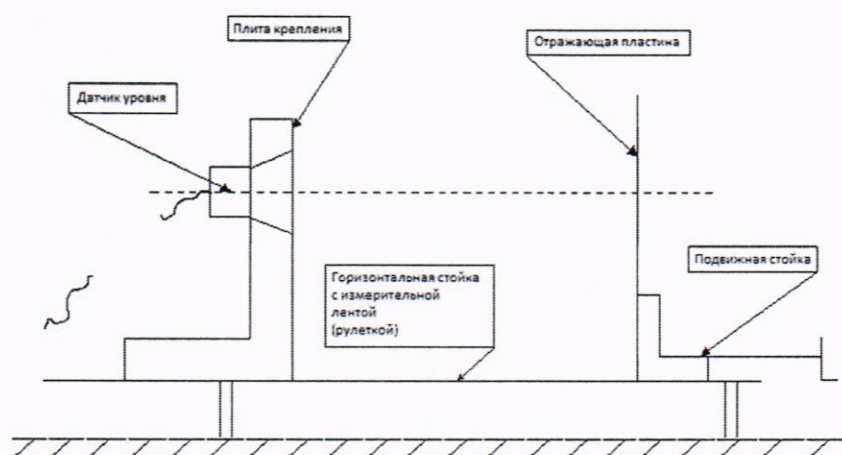 Плита крепления
Отражающая пластина
Датчик уровня
Горизонтальная стойка
с измерительной
лентой
(рулеткой)
Подвижная стойка